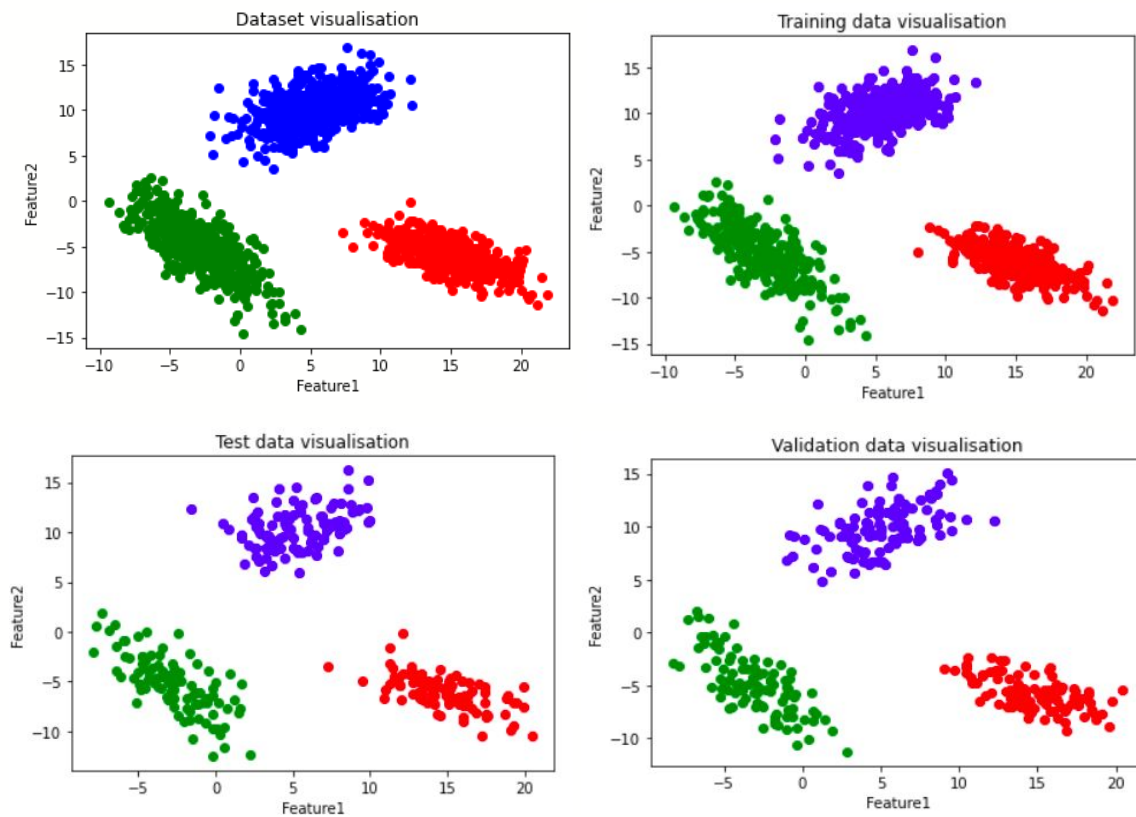 Dataset visualisation
15
10
5
0
−5
−10
−15
Feature2
−10 −5 0 5 10 15 20
Feature1
Training data visualisation
15
10
5
0
−5
−10
−15
Feature2
−10 −5 0 5 10 15 20
Feature1
Test data visualisation
15
10
5
0
−5
−10
Feature2
−5 0 5 10 15 20
Feature1
Validation data visualisation
15
10
5
0
−5
−10
Feature2
−5 0 5 10 15 20
Feature1